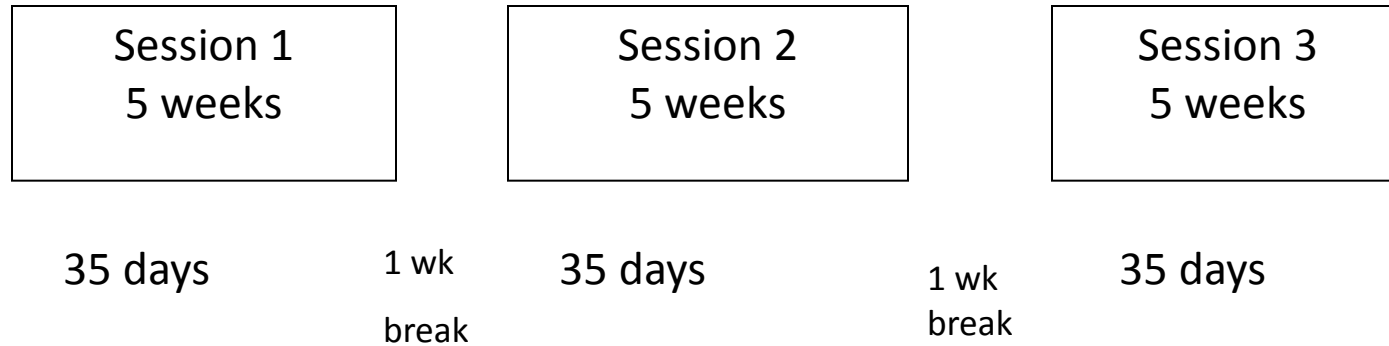 Session 1
5 weeks
Session 2
5 weeks
Session 3
5 weeks
35 days
1 wk
break
35 days
1 wk
break
35 days